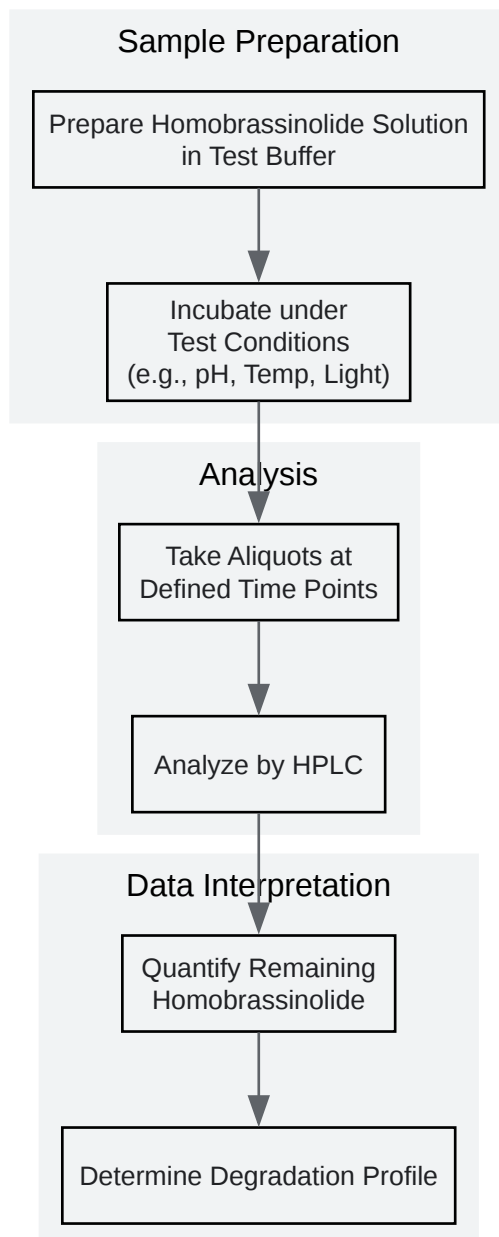 Sample Preparation
Prepare Homobrassinolide Solution
in Test Buffer
Incubate under
Test Conditions
(e.g., pH, Temp, Light)
Analysis
Take Aliquots at
Defined Time Points
Analyze by HPLC
Data Interpretation
Quantify Remaining
Homobrassinolide
Determine Degradation Profile